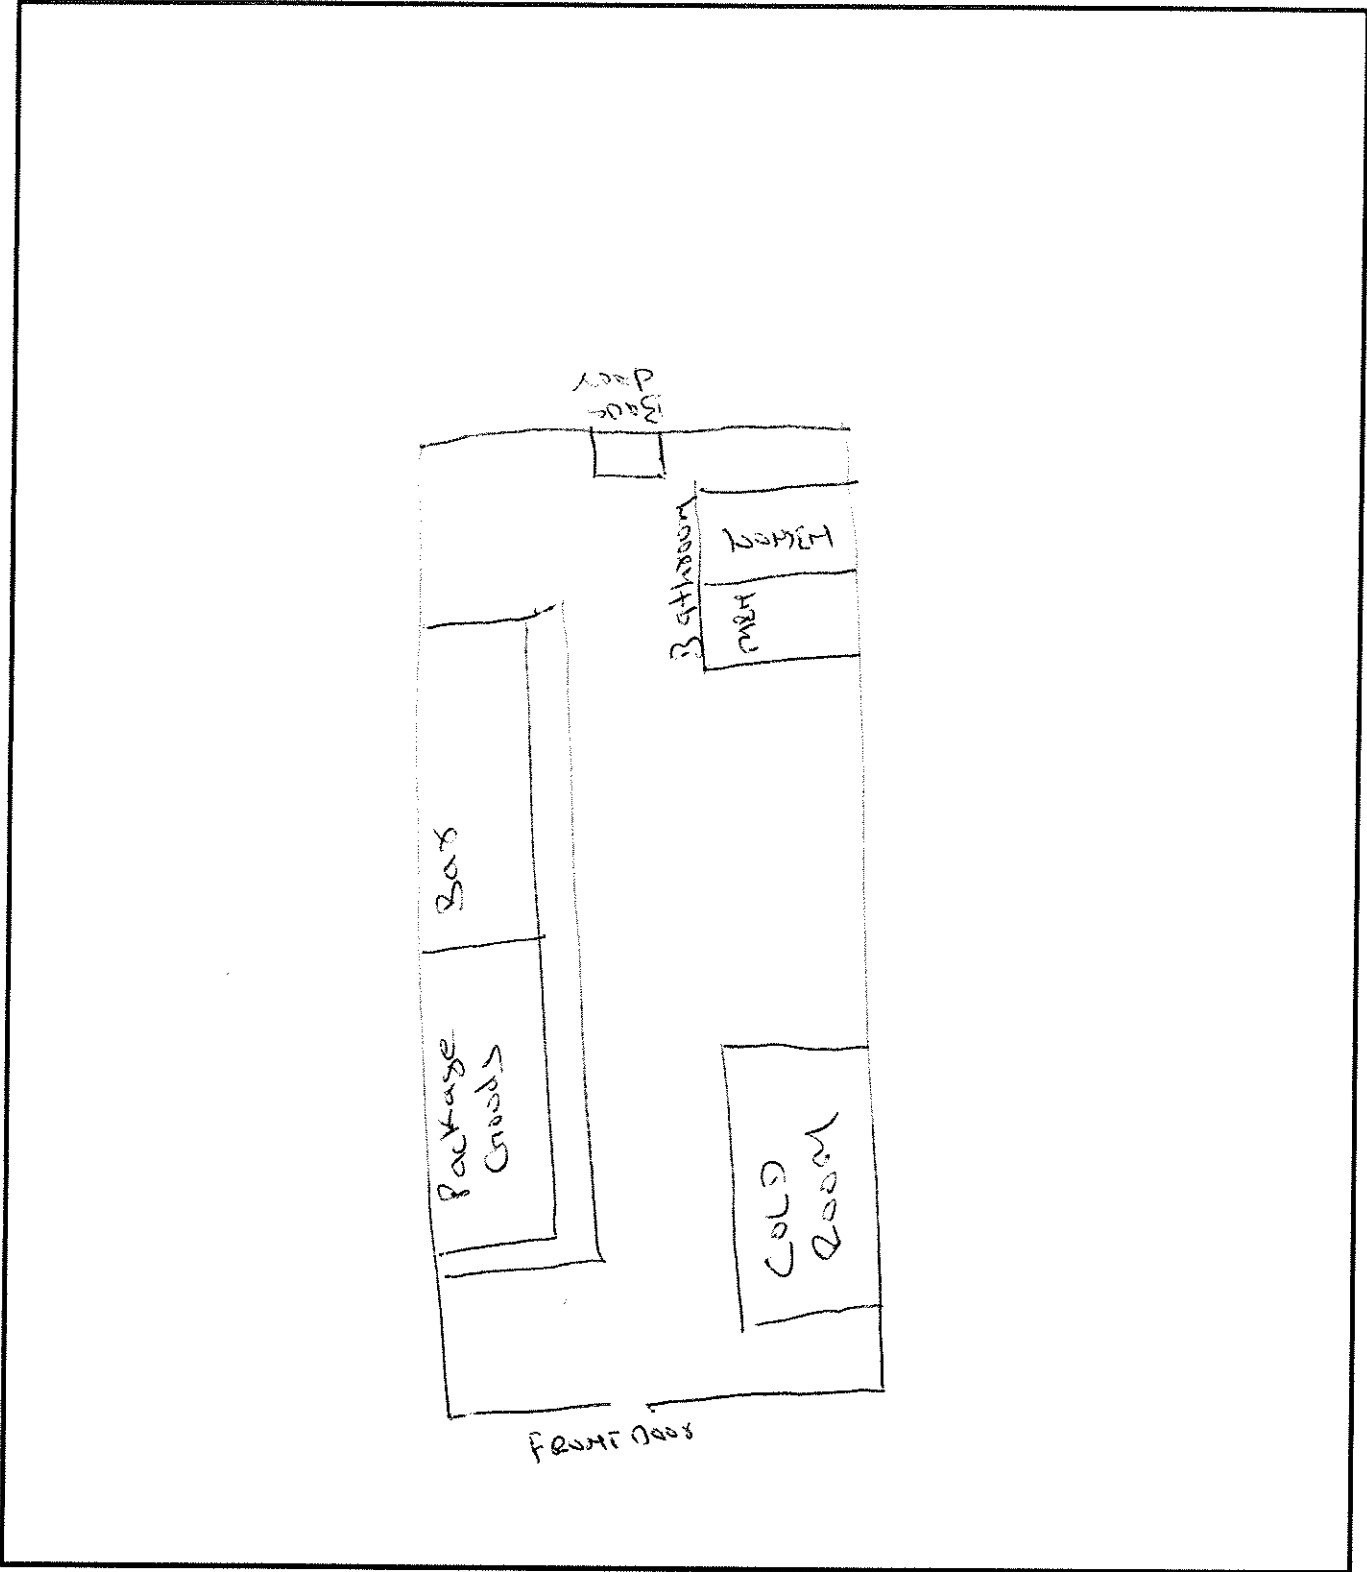 Back
door
WOMEN
Bathroom
MEN
Bar
Package
Goods
COLD
ROOM
FRONT Door